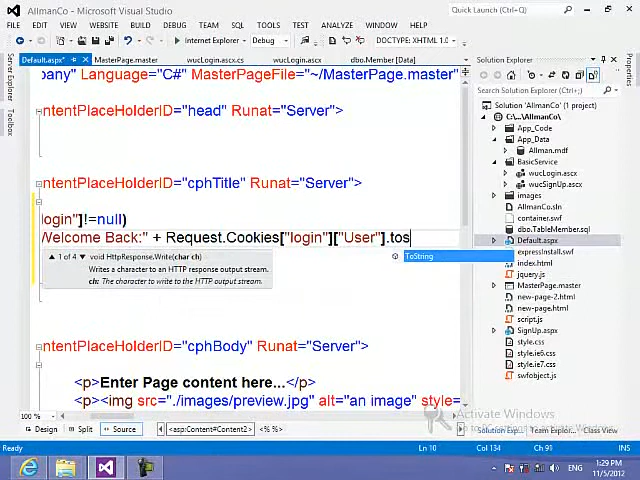 AllmanCo - Microsoft Visual Studio
Quick Launch (Ctrl+Q)
FILE EDIT VIEW WEBSITE BUILD DEBUG TEAM SQL TOOLS TEST ANALYZE WINDOW HELP
Internet Explorer Debug DOCTYPE: XHTML 1.0
Server Explorer
Toolbox
Default.aspx MasterPage.master wucLogin.ascx.cs wucLogin.ascx dbo.Member [Data]
pany" Language="C#" MasterPageFile="~/MasterPage.master"
ntentPlaceHolderID="head" Runat="Server">
ntentPlaceHolderID="cphTitle" Runat="Server">
login"]!=null)
Welcome Back:" + Request.Cookies["login"]["User"].tos
1 of 4 void HttpResponse.Write(char ch)
Writes a character to an HTTP response output stream.
ch: The character to write to the HTTP output stream.
ToString
ntentPlaceHolderID="cphBody" Runat="Server">
<p>Enter Page content here...</p>
<p><img src="./images/preview.jpg" alt="an image" style=
100 %
Design Split Source <asp:Content#Content2> <% %>
Solution Explorer
Search Solution Explorer (Ctrl+;)
Solution 'AllmanCo' (1 project)
C:\...\AllmanCo\
App_Code
App_Data
Allman.mdf
BasicService
wucLogin.ascx
wucSignUp.ascx
images
AllmanCo.sln
container.swf
dbo.TableMember.sql
Default.aspx
expressInstall.swf
index.html
jquery.js
MasterPage.master
new-page-2.html
new-page.html
script.js
SignUp.aspx
style.css
style.ie6.css
style.ie7.css
swfobject.js
Properties
Activate Windows
Solution Exp... Team Explor... Class View
Ready Ln 10 Col 134 Ch 91 INS
ENG
1:29 PM
11/5/2012